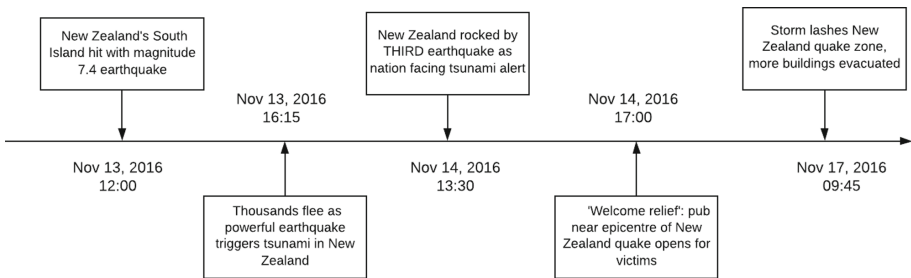 New Zealand's South
Island hit with magnitude
7.4 earthquake
Nov 13, 2016
12:00
Nov 13, 2016
16:15
Thousands flee as
powerful earthquake
triggers tsunami in New
Zealand
New Zealand rocked by
THIRD earthquake as
nation facing tsunami alert
Nov 14, 2016
13:30
Nov 14, 2016
17:00
'Welcome relief': pub
near epicentre of New
Zealand quake opens for
victims
Storm lashes New
Zealand quake zone,
more buildings evacuated
Nov 17, 2016
09:45